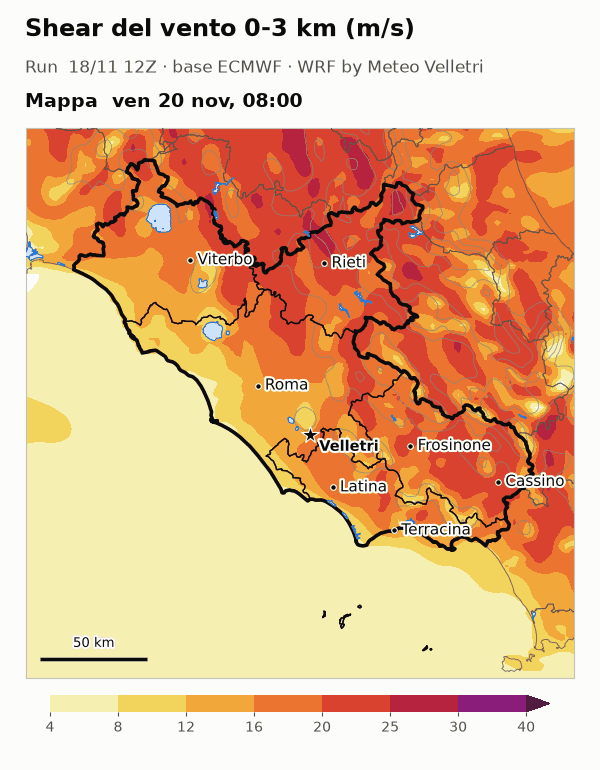 Shear del vento 0-3 km (m/s)
Run  18/11 12Z · base ECMWF · WRF by Meteo Velletri
Mappa  ven 20 nov, 08:00
Viterbo
Rieti
Roma
Velletri
Frosinone
Latina
Cassino
Terracina
50 km
4 8 12 16 20 25 30 40